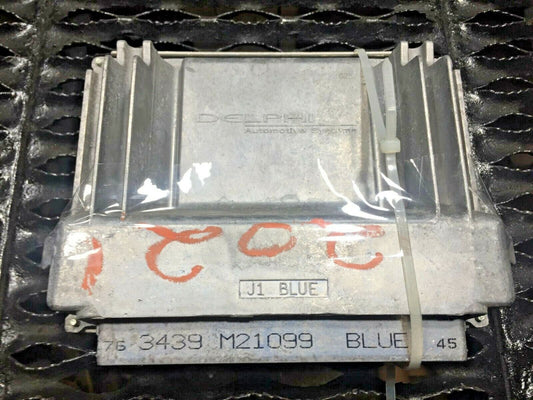 DELPHI
Automotive Systems
J1 BLUE
76 3439 M21099 BLUE 45